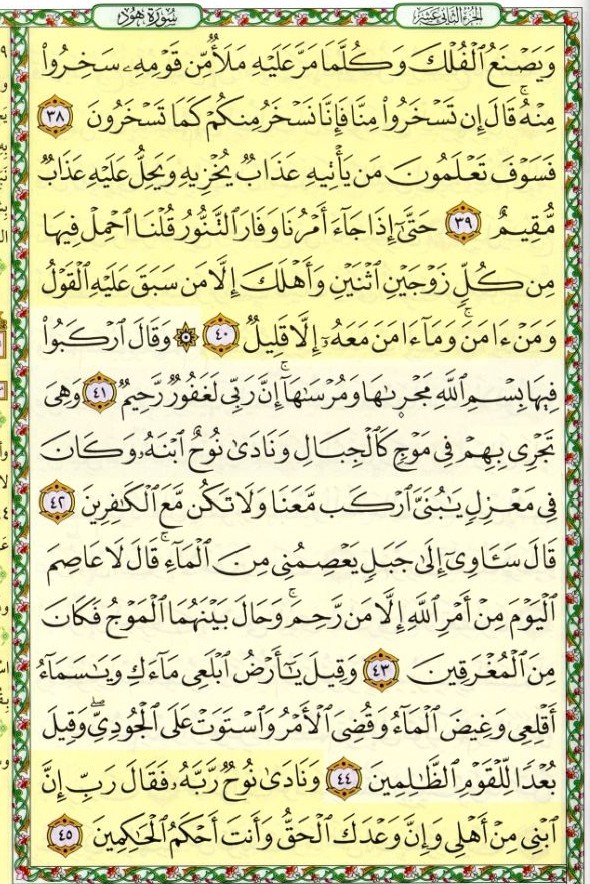 الجزء الثاني عشر
سورة هود
وَيَصۡنَعُ ٱلۡفُلۡكَ وَكُلَّمَا مَرَّ عَلَيۡهِ مَلَأٞ مِّن قَوۡمِهِۦ سَخِرُواْ
مِنۡهُۚ قَالَ إِن تَسۡخَرُواْ مِنَّا فَإِنَّا نَسۡخَرُ مِنكُمۡ كَمَا تَسۡخَرُونَ ٣٨
فَسَوۡفَ تَعۡلَمُونَ مَن يَأۡتِيهِ عَذَابٞ يُخۡزِيهِ وَيَحِلُّ عَلَيۡهِ عَذَابٞ
مُّقِيمٌ ٣٩ حَتَّىٰٓ إِذَا جَآءَ أَمۡرُنَا وَفَارَ ٱلتَّنُّورُ قُلۡنَا ٱحۡمِلۡ فِيهَا
مِن كُلّٖ زَوۡجَيۡنِ ٱثۡنَيۡنِ وَأَهۡلَكَ إِلَّا مَن سَبَقَ عَلَيۡهِ ٱلۡقَوۡلُ
وَمَنۡ ءَامَنَۚ وَمَآ ءَامَنَ مَعَهُۥٓ إِلَّا قَلِيلٞ ٤٠ ۞ وَقَالَ ٱرۡكَبُواْ
فِيهَا بِسۡمِ ٱللَّهِ مَجۡر۪ىٰهَا وَمُرۡسَىٰهَآۚ إِنَّ رَبِّي لَغَفُورٞ رَّحِيمٞ ٤١ وَهِيَ
تَجۡرِي بِهِمۡ فِي مَوۡجٖ كَٱلۡجِبَالِ وَنَادَىٰ نُوحٌ ٱبۡنَهُۥ وَكَانَ
فِي مَعۡزِلٖ يَٰبُنَيَّ ٱرۡكَب مَّعَنَا وَلَا تَكُن مَّعَ ٱلۡكَٰفِرِينَ ٤٢
قَالَ سَـَٔاوِيٓ إِلَىٰ جَبَلٖ يَعۡصِمُنِي مِنَ ٱلۡمَآءِۚ قَالَ لَا عَاصِمَ
ٱلۡيَوۡمَ مِنۡ أَمۡرِ ٱللَّهِ إِلَّا مَن رَّحِمَۚ وَحَالَ بَيۡنَهُمَا ٱلۡمَوۡجُ فَكَانَ
مِنَ ٱلۡمُغۡرَقِينَ ٤٣ وَقِيلَ يَٰٓأَرۡضُ ٱبۡلَعِي مَآءَكِ وَيَٰسَمَآءُ
أَقۡلِعِي وَغِيضَ ٱلۡمَآءُ وَقُضِيَ ٱلۡأَمۡرُ وَٱسۡتَوَتۡ عَلَى ٱلۡجُودِيِّۖ وَقِيلَ
بُعۡدٗا لِّلۡقَوۡمِ ٱلظَّٰلِمِينَ ٤٤ وَنَادَىٰ نُوحٞ رَّبَّهُۥ فَقَالَ رَبِّ إِنَّ
ٱبۡنِي مِنۡ أَهۡلِي وَإِنَّ وَعۡدَكَ ٱلۡحَقُّ وَأَنتَ أَحۡكَمُ ٱلۡحَٰكِمِينَ ٤٥